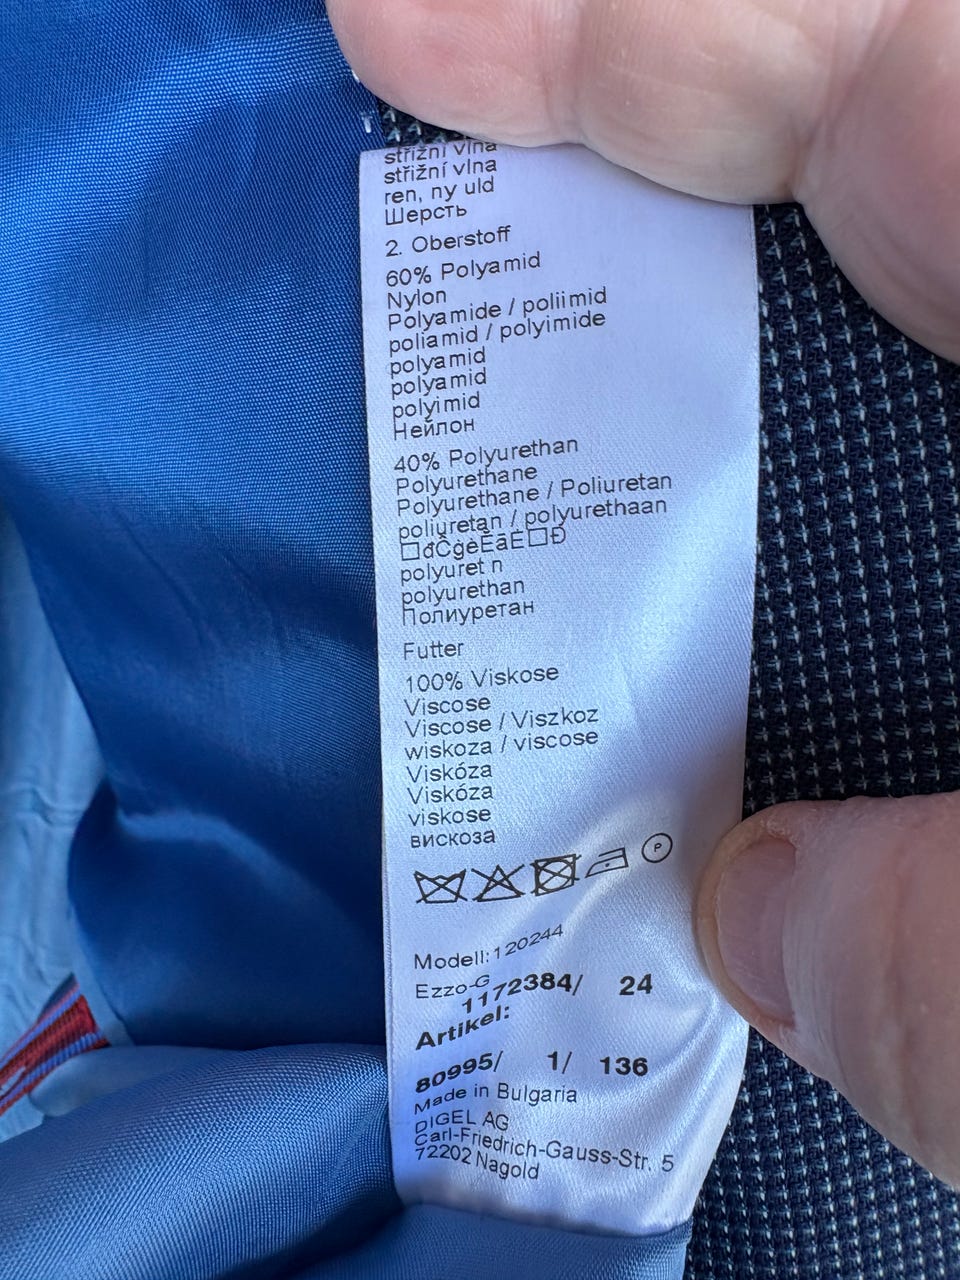 střižní vlna
střižní vlna
ren, ny uld
Шерсть
2. Oberstoff
60% Polyamid
Nylon
Polyamide / poliimid
poliamid / polyimide
polyamid
polyamid
polyimid
Нейлон
40% Polyurethan
Polyurethane
Polyurethane / Poliuretan
poliuretan / polyurethaan
□đČġèĒāÉ□Đ
polyuret n
polyurethan
Полиуретан
Futter
100% Viskose
Viscose
Viscose / Viszkoz
wiskoza / viscose
Viskóza
Viskóza
viskose
вискоза
P
Modell: 120244
Ezzo-G
1172384/ 24
Artikel:
80995/ 1/ 136
Made in Bulgaria
DIGEL AG
Carl-Friedrich-Gauss-Str. 5
72202 Nagold